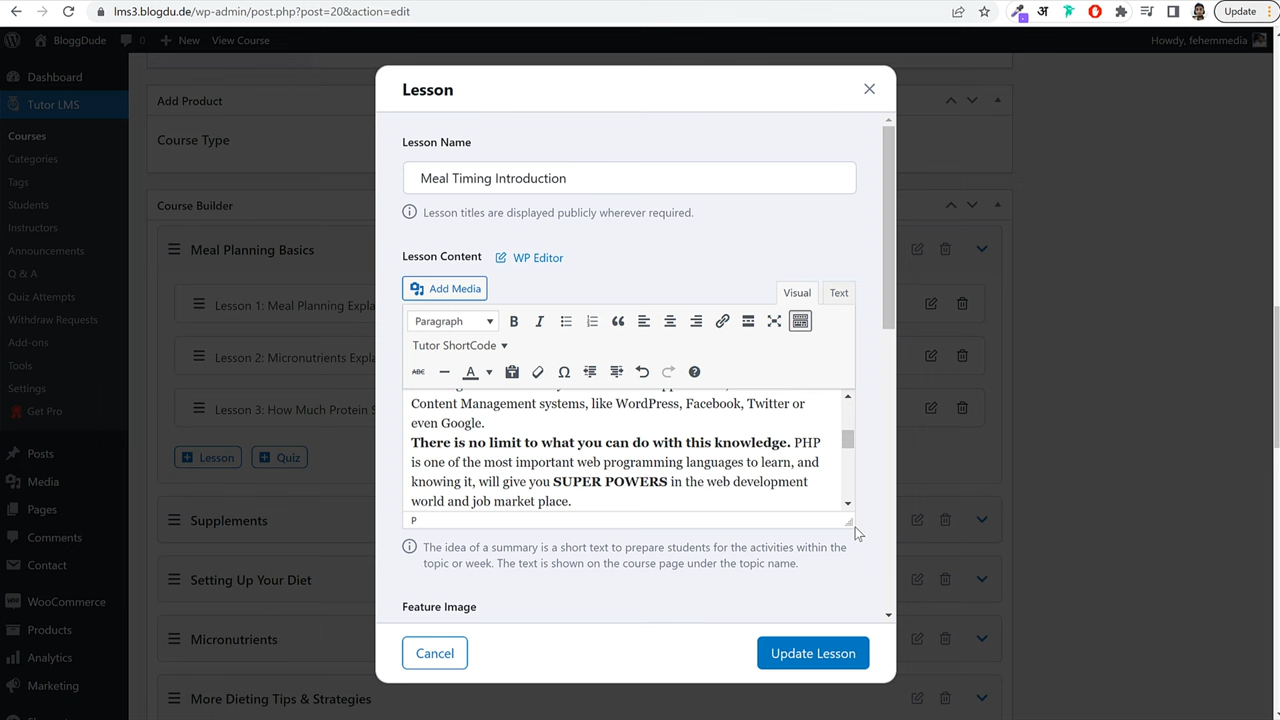 lms3.blogdu.de/wp-admin/post.php?post=20&action=edit
अ
Update
BloggDude
0
New
View Course
Howdy, fehemmedia
Dashboard
Tutor LMS
Courses
Categories
Tags
Students
Instructors
Announcements
Q & A
Quiz Attempts
Withdraw Requests
Add-ons
Tools
Settings
Get Pro
Posts
Media
Pages
Comments
Contact
WooCommerce
Products
Analytics
Marketing
Add Product
Course Type
Course Builder
Meal Planning Basics
Lesson 1: Meal Planning Expla
Lesson 2: Micronutrients Expla
Lesson 3: How Much Protein S
Lesson
Quiz
Supplements
Setting Up Your Diet
Micronutrients
More Dieting Tips & Strategies
Lesson
Lesson Name
Meal Timing Introduction
Lesson titles are displayed publicly wherever required.
Lesson Content
WP Editor
Add Media
Visual
Text
Paragraph
B
I
Tutor ShortCode
ABC
A
Ω
Content Management systems, like WordPress, Facebook, Twitter or
even Google.
There is no limit to what you can do with this knowledge. PHP
is one of the most important web programming languages to learn, and
knowing it, will give you SUPER POWERS in the web development
world and job market place.
P
The idea of a summary is a short text to prepare students for the activities within the
topic or week. The text is shown on the course page under the topic name.
Feature Image
Cancel
Update Lesson